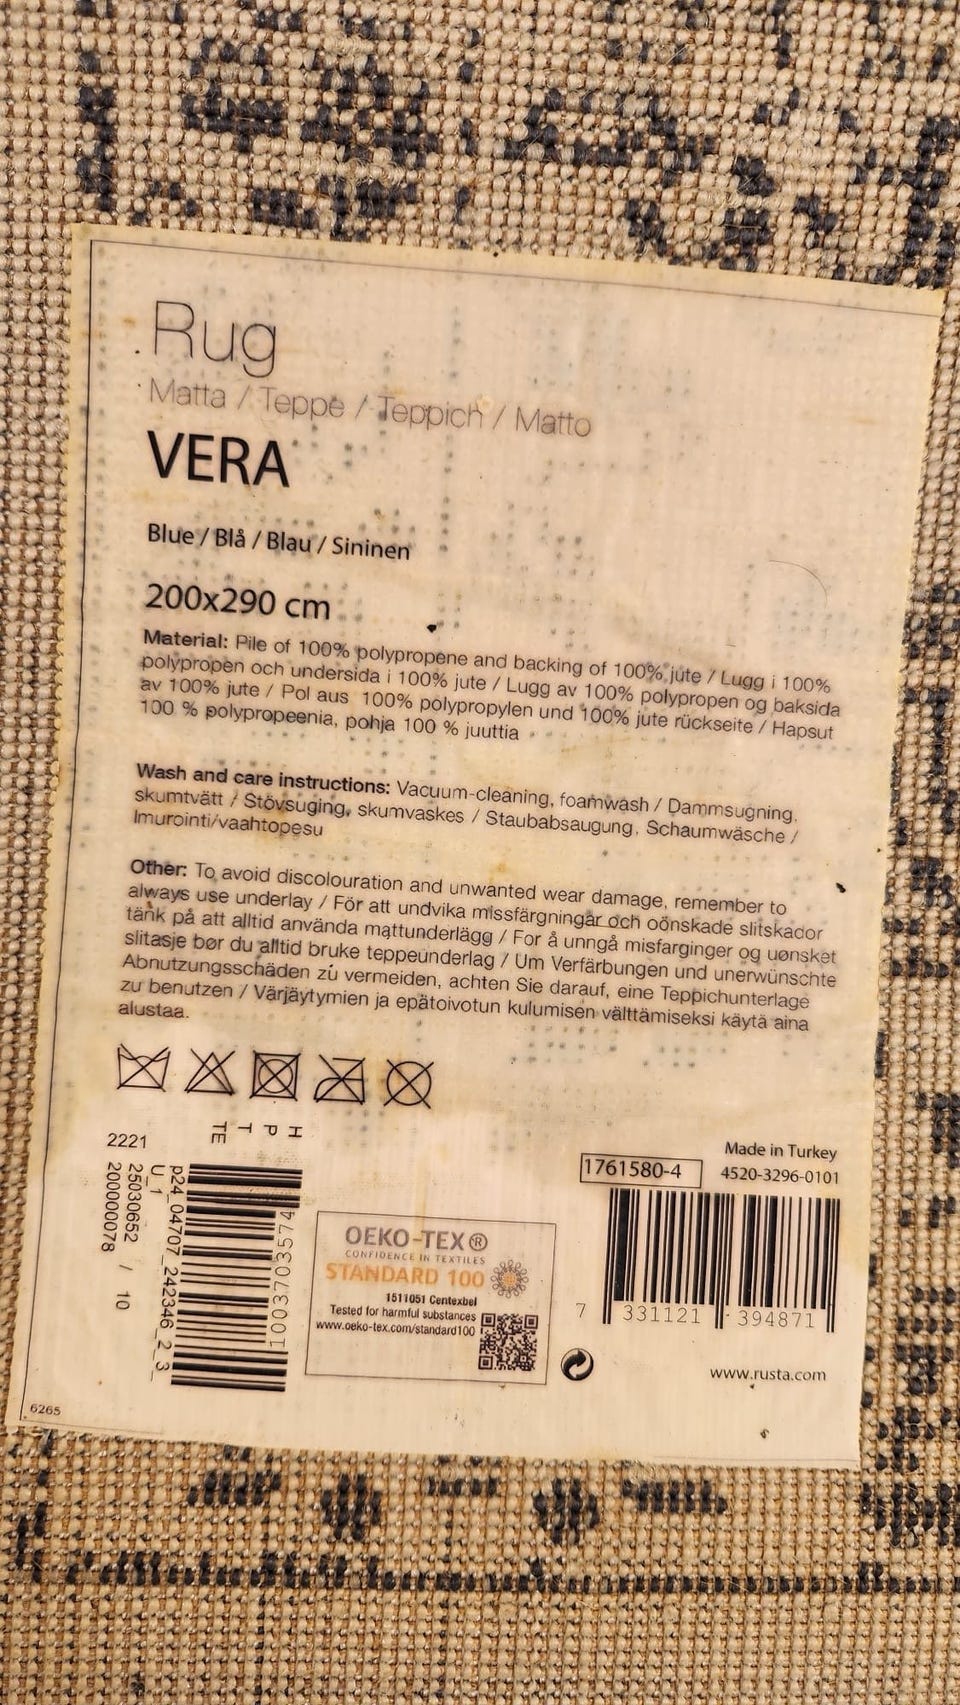 Rug
Matta / Teppe / Teppich / Matto
VERA
Blue / Blå / Blau / Sininen
200x290 cm
Material: Pile of 100% polypropene and backing of 100% jute / Lugg i 100%
polypropen och undersida i 100% jute / Lugg av 100% polypropen og baksida
av 100% jute / Pol aus 100% polypropylen und 100% jute rückseite / Hapsut
100 % polypropeenia, pohja 100 % juuttia
Wash and care instructions: Vacuum-cleaning, foamwash / Dammsugning,
skumtvätt / Stövsuging, skumvaskes / Staubabsaugung, Schaumwäsche /
Imurointi/vaahtopesu
Other: To avoid discolouration and unwanted wear damage, remember to
always use underlay / För att undvika missfärgningar och oönskade slitskador
tänk på att alltid använda mattunderlägg / For å unngå misfarginger og uønsket
slitasje bør du alltid bruke teppeunderlag / Um Verfärbungen und unerwünschte
Abnutzungsschäden zu vermeiden, achten Sie darauf, eine Teppichunterlage
zu benutzen / Värjäytymien ja epätoivotun kulumisen välttämiseksi käytä aina
alustaa.
2221
H
P
T
TE
1003703574
p24_04707_242346_2_3_
U_1
25030652 / 10
200000078
OEKO-TEX®
CONFIDENCE IN TEXTILES
STANDARD 100
1511051 Centexbel
Tested for harmful substances
www.oeko-tex.com/standard100
Made in Turkey
1761580-4 4520-3296-0101
7 331121 394871
www.rusta.com
6265